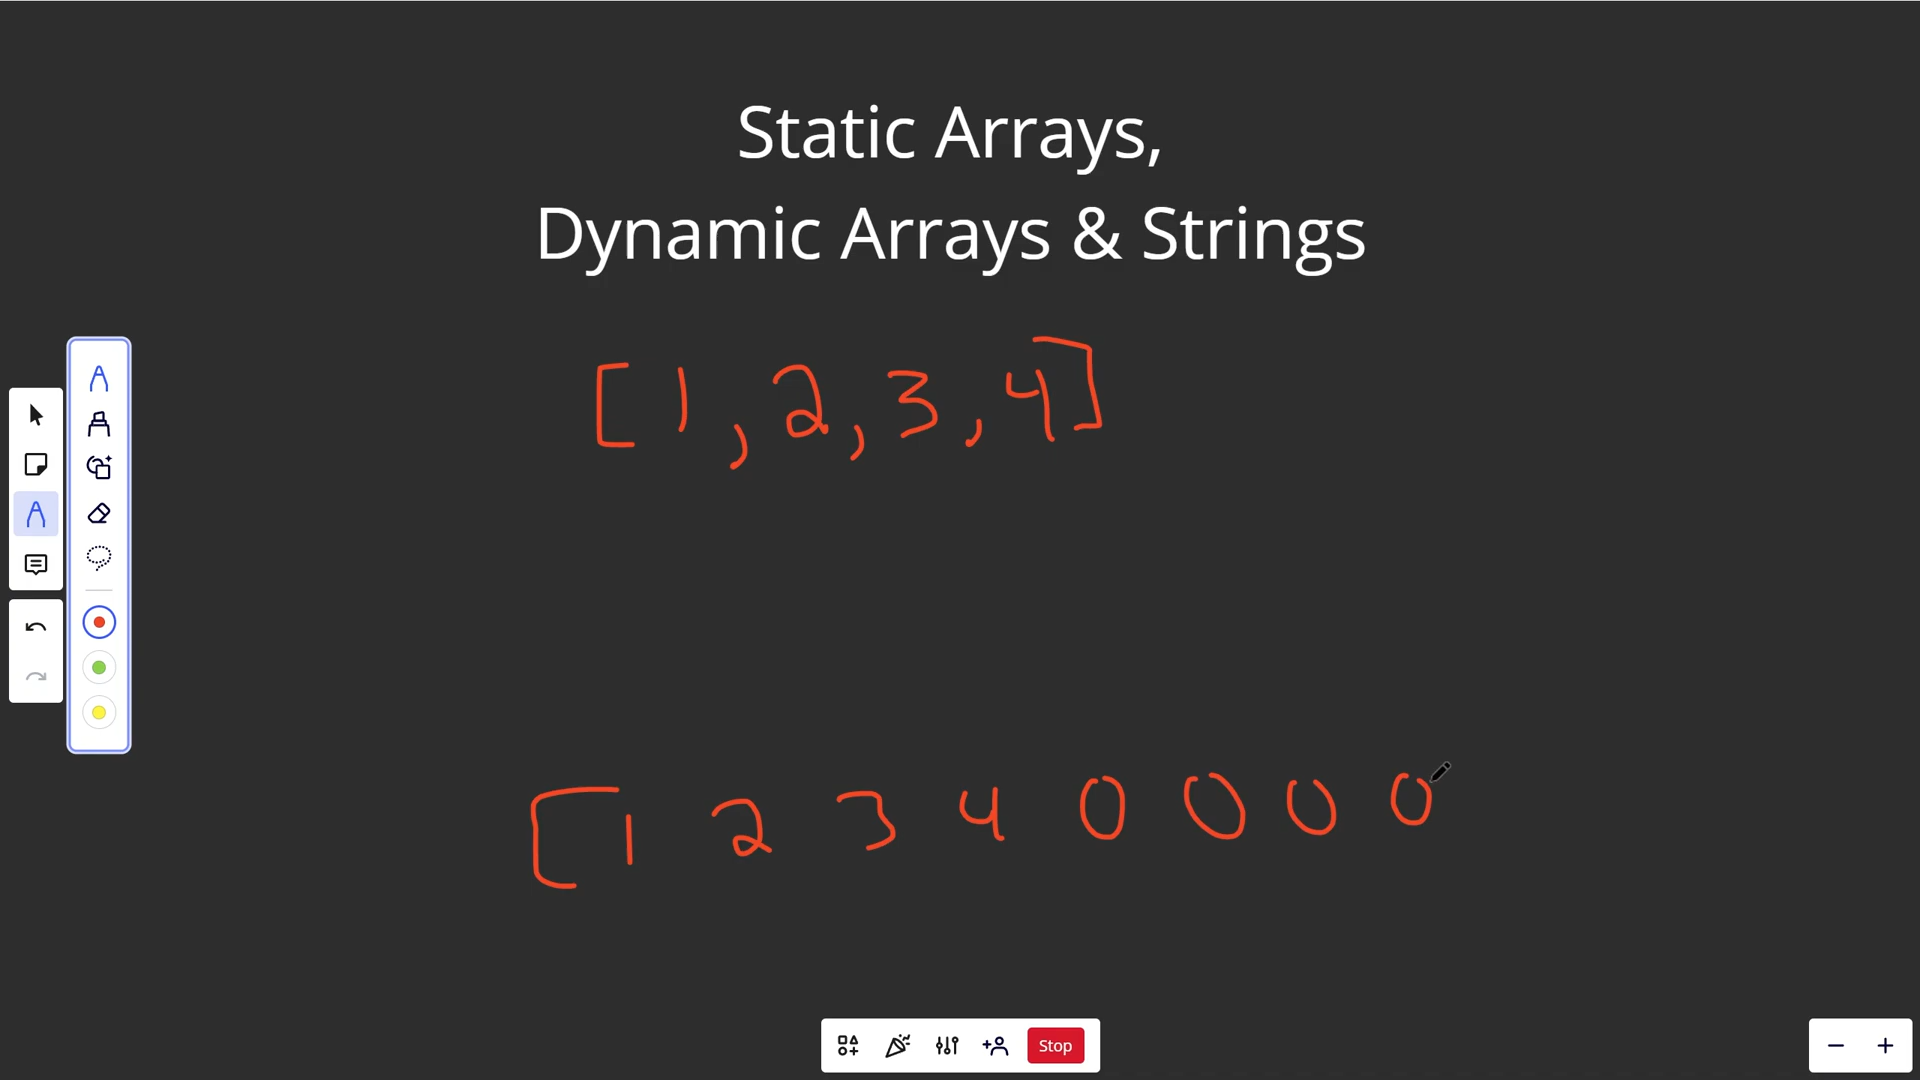 Static Arrays,
Dynamic Arrays & Strings
[1,2,3,4]
[1 2 3 4 0 0 0 0
Stop